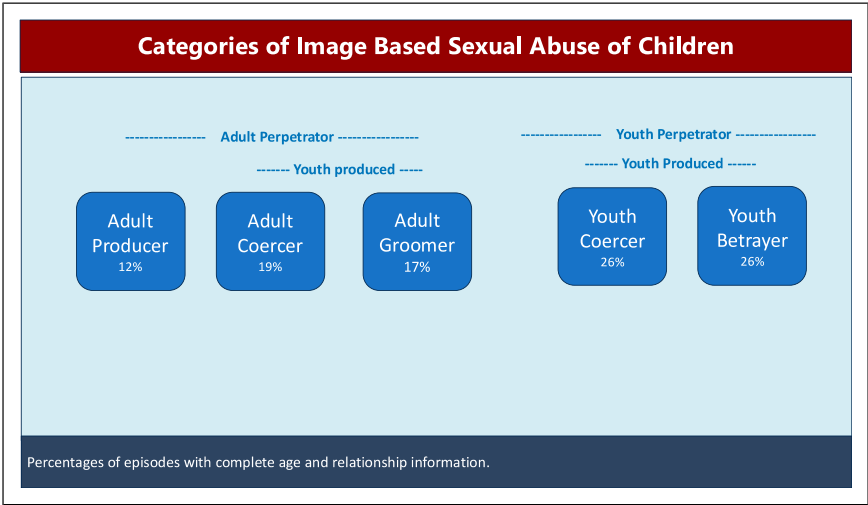 Categories of Image Based Sexual Abuse of Children
----------------- Adult Perpetrator -----------------
----------------- Youth Perpetrator -----------------
------- Youth produced -----
------- Youth Produced ------
Adult
Producer
12%
Adult
Coercer
19%
Adult
Groomer
17%
Youth
Coercer
26%
Youth
Betrayer
26%
Percentages of episodes with complete age and relationship information.